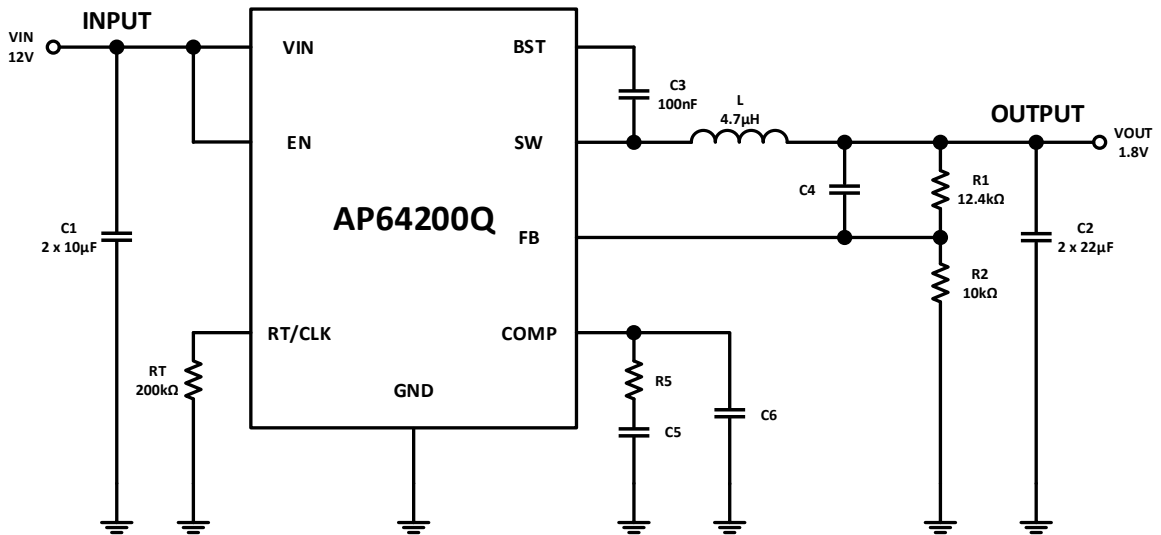 INPUT
VIN
12V
VIN
BST
C3
100nF
L
4.7µH
OUTPUT
VOUT
1.8V
EN
SW
C4
R1
12.4kΩ
AP64200Q
FB
C1
2 x 10µF
C2
2 x 22µF
R2
10kΩ
RT/CLK
COMP
RT
200kΩ
GND
R5
C5
C6